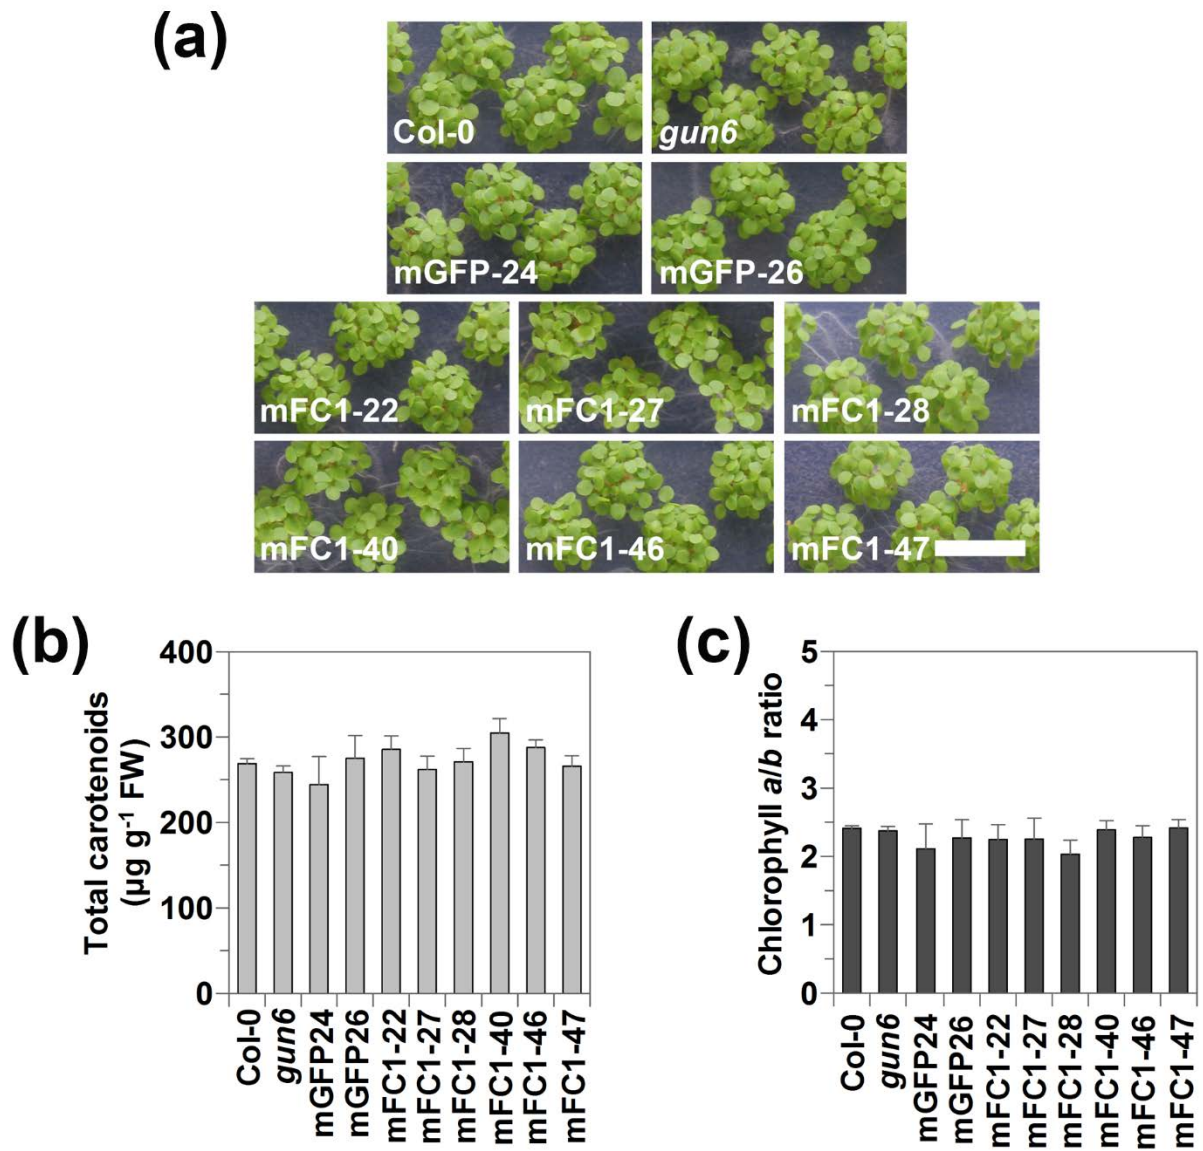 (a)
Col-0
gun6
mGFP-24
mGFP-26
mFC1-22
mFC1-27
mFC1-28
mFC1-40
mFC1-46
mFC1-47
(b)
Total carotenoids
(µg g⁻¹ FW)
400
300
200
100
0
Col-0
gun6
mGFP24
mGFP26
mFC1-22
mFC1-27
mFC1-28
mFC1-40
mFC1-46
mFC1-47
(c)
Chlorophyll a/b ratio
5
4
3
2
1
0
Col-0
gun6
mGFP24
mGFP26
mFC1-22
mFC1-27
mFC1-28
mFC1-40
mFC1-46
mFC1-47